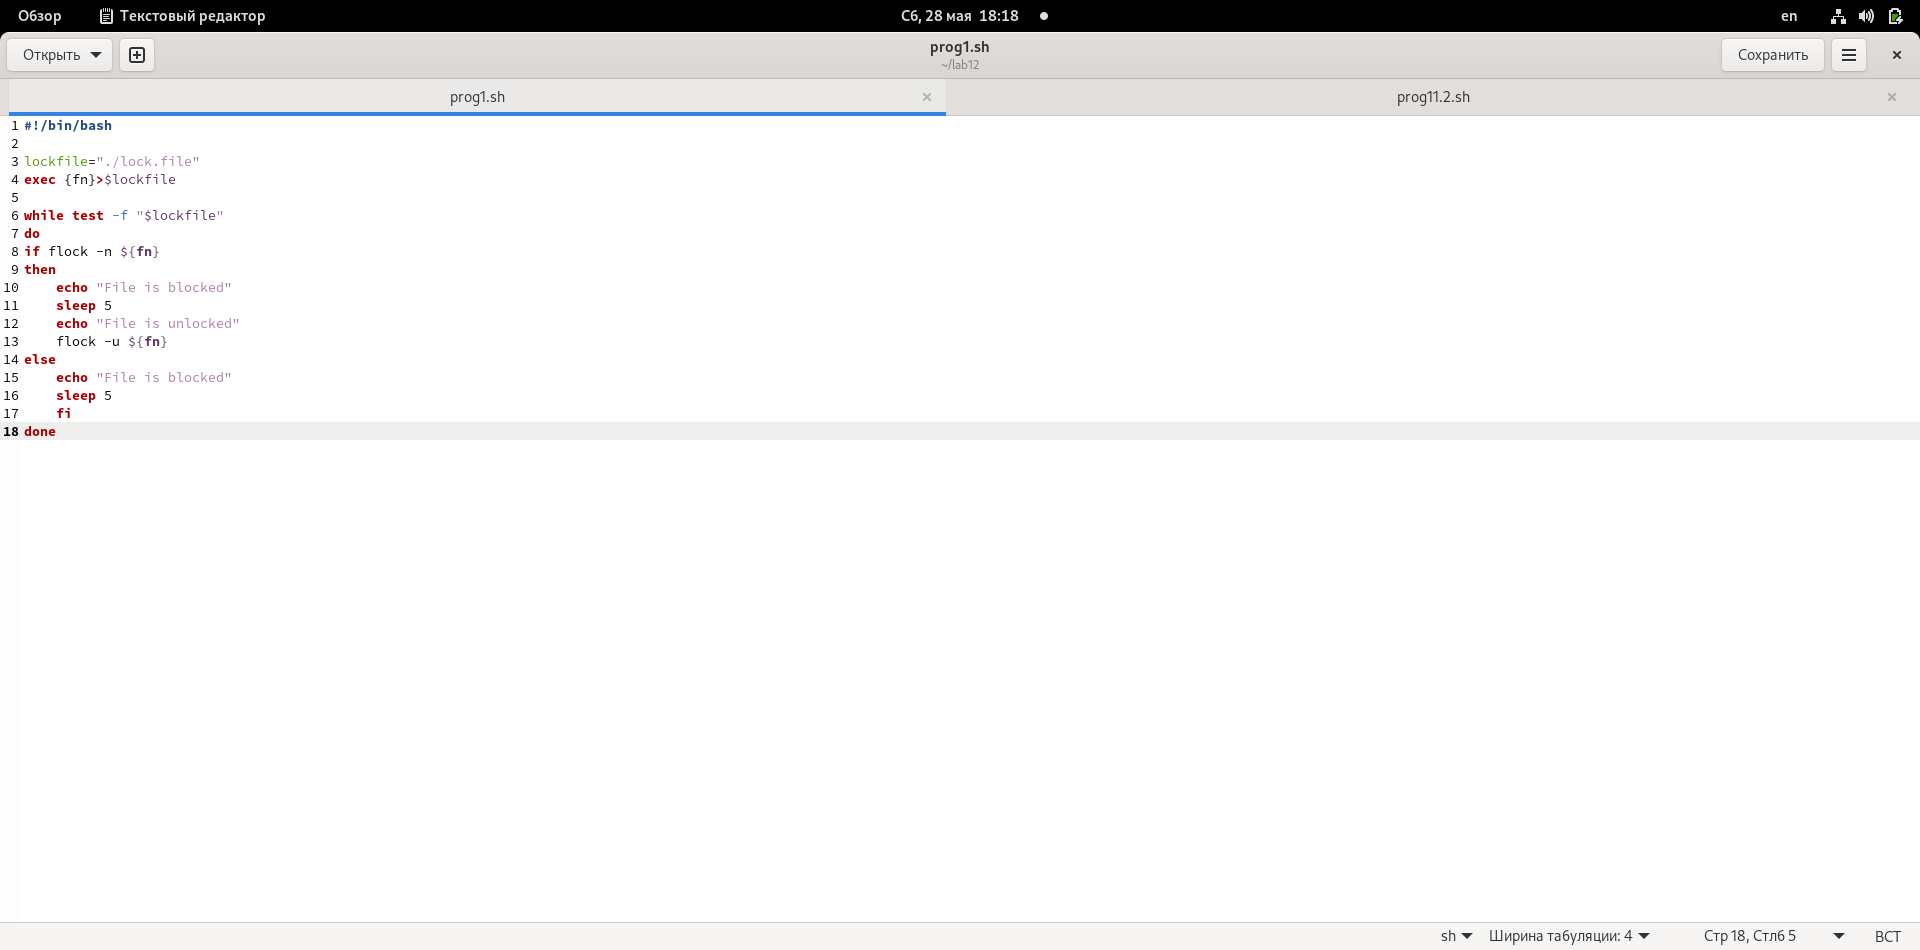 Обзор Текстовый редактор Сб, 28 мая 18:18 en
Открыть prog1.sh Сохранить
~/lab12
prog1.sh prog11.2.sh
1 #!/bin/bash
2
3 lockfile="./lock.file"
4 exec {fn}>$lockfile
5
6 while test -f "$lockfile"
7 do
8 if flock -n ${fn}
9 then
10     echo "File is blocked"
11     sleep 5
12     echo "File is unlocked"
13     flock -u ${fn}
14 else
15     echo "File is blocked"
16     sleep 5
17     fi
18 done
sh Ширина табуляции: 4 Стр 18, Стлб 5 ВСТ